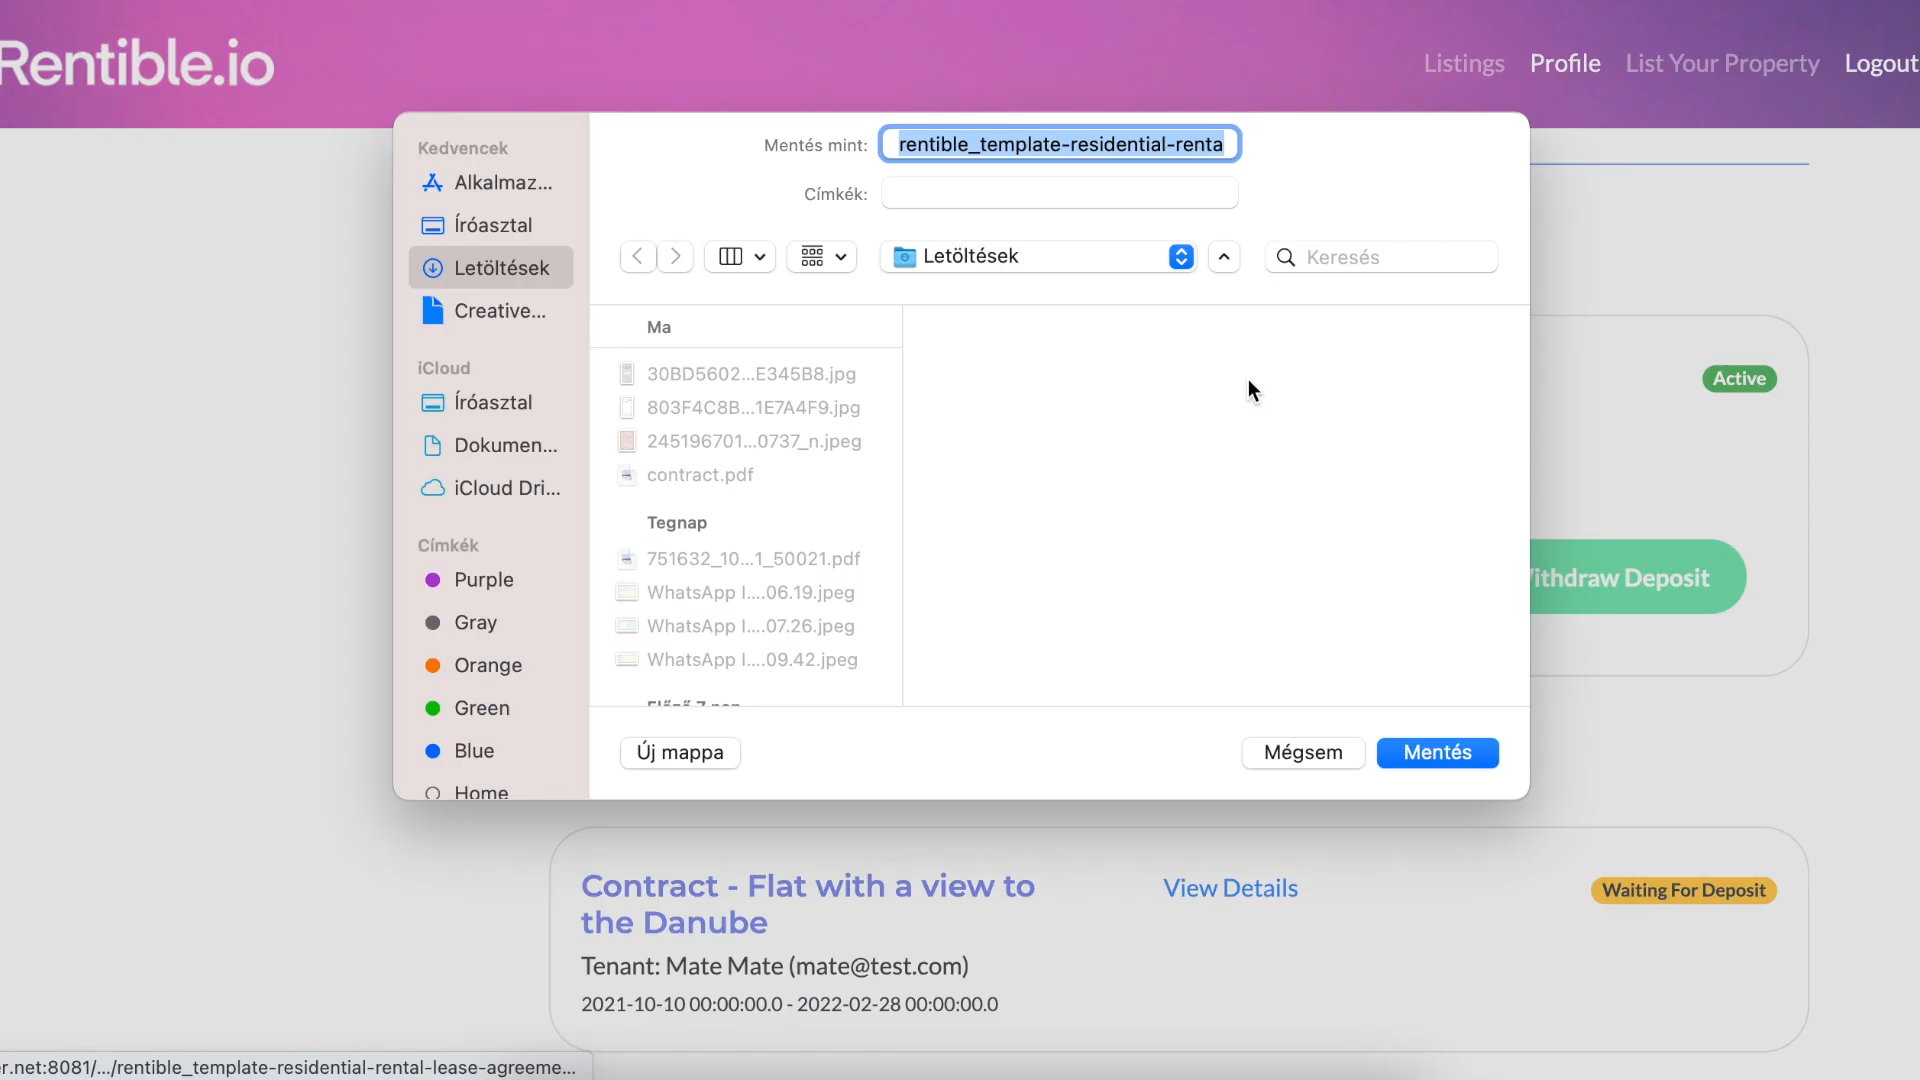 Rentible.io
Listings Profile List Your Property Logout
Kedvencek
Alkalmaz...
Íróasztal
Letöltések
Creative...
iCloud
Íróasztal
Dokumen...
iCloud Dri...
Címkék
Purple
Gray
Orange
Green
Blue
Home
Mentés mint: rentible_template-residential-renta
Címkék:
Letöltések
Keresés
Ma
30BD5602...E345B8.jpg
803F4C8B...1E7A4F9.jpg
245196701...0737_n.jpeg
contract.pdf
Tegnap
751632_10...1_50021.pdf
WhatsApp I....06.19.jpeg
WhatsApp I....07.26.jpeg
WhatsApp I....09.42.jpeg
Előző 7 nap
Új mappa
Mégsem
Mentés
Active
Withdraw Deposit
Contract - Flat with a view to
the Danube
View Details
Waiting For Deposit
Tenant: Mate Mate (mate@test.com)
2021-10-10 00:00:00.0 - 2022-02-28 00:00:00.0
r.net:8081/.../rentible_template-residential-rental-lease-agreeme...